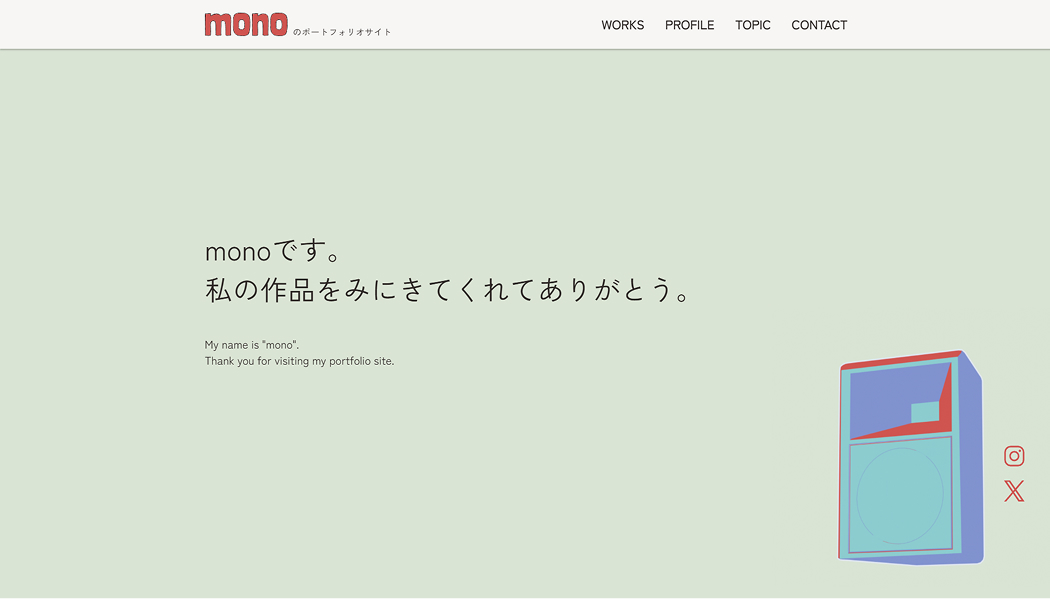 mono のポートフォリオサイト
WORKS PROFILE TOPIC CONTACT
monoです。
私の作品をみにきてくれてありがとう。
My name is "mono".
Thank you for visiting my portfolio site.